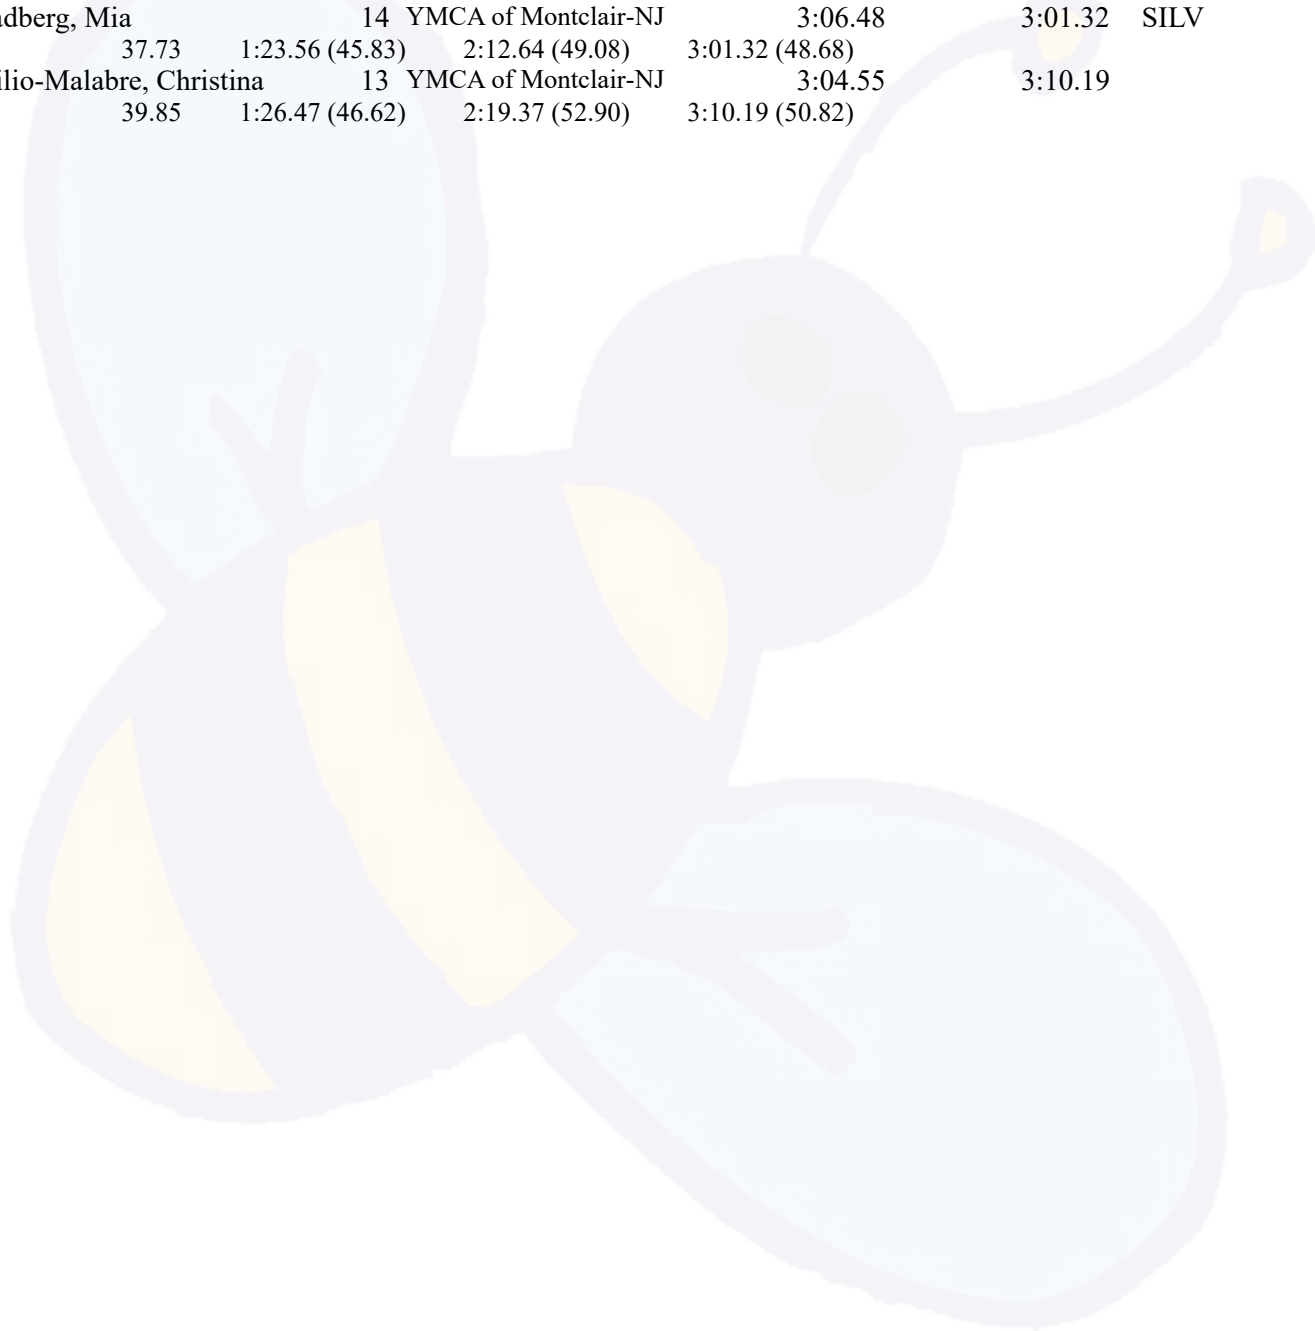 adberg, Mia 14 YMCA of Montclair-NJ 3:06.48 3:01.32 SILV
37.73 1:23.56 (45.83) 2:12.64 (49.08) 3:01.32 (48.68)
ilio-Malabre, Christina 13 YMCA of Montclair-NJ 3:04.55 3:10.19
39.85 1:26.47 (46.62) 2:19.37 (52.90) 3:10.19 (50.82)